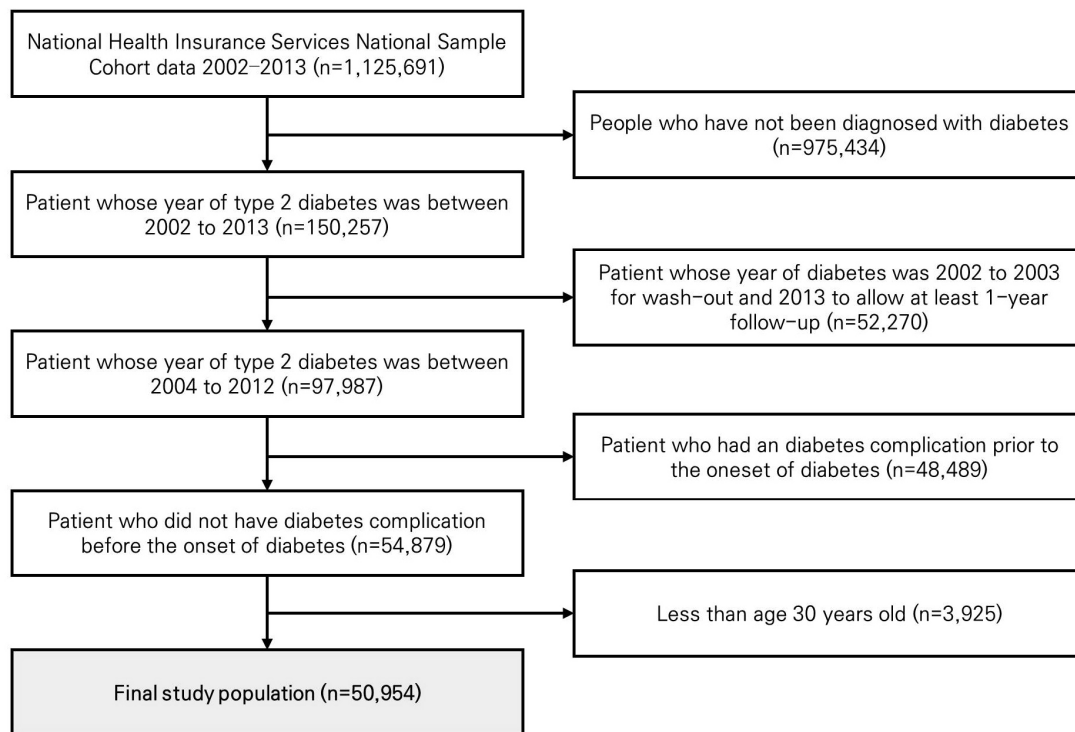 National Health Insurance Services National Sample
Cohort data 2002–2013 (n=1,125,691)
People who have not been diagnosed with diabetes
(n=975,434)
Patient whose year of type 2 diabetes was between
2002 to 2013 (n=150,257)
Patient whose year of diabetes was 2002 to 2003
for wash-out and 2013 to allow at least 1-year
follow-up (n=52,270)
Patient whose year of type 2 diabetes was between
2004 to 2012 (n=97,987)
Patient who had an diabetes complication prior to
the oneset of diabetes (n=48,489)
Patient who did not have diabetes complication
before the onset of diabetes (n=54,879)
Less than age 30 years old (n=3,925)
Final study population (n=50,954)